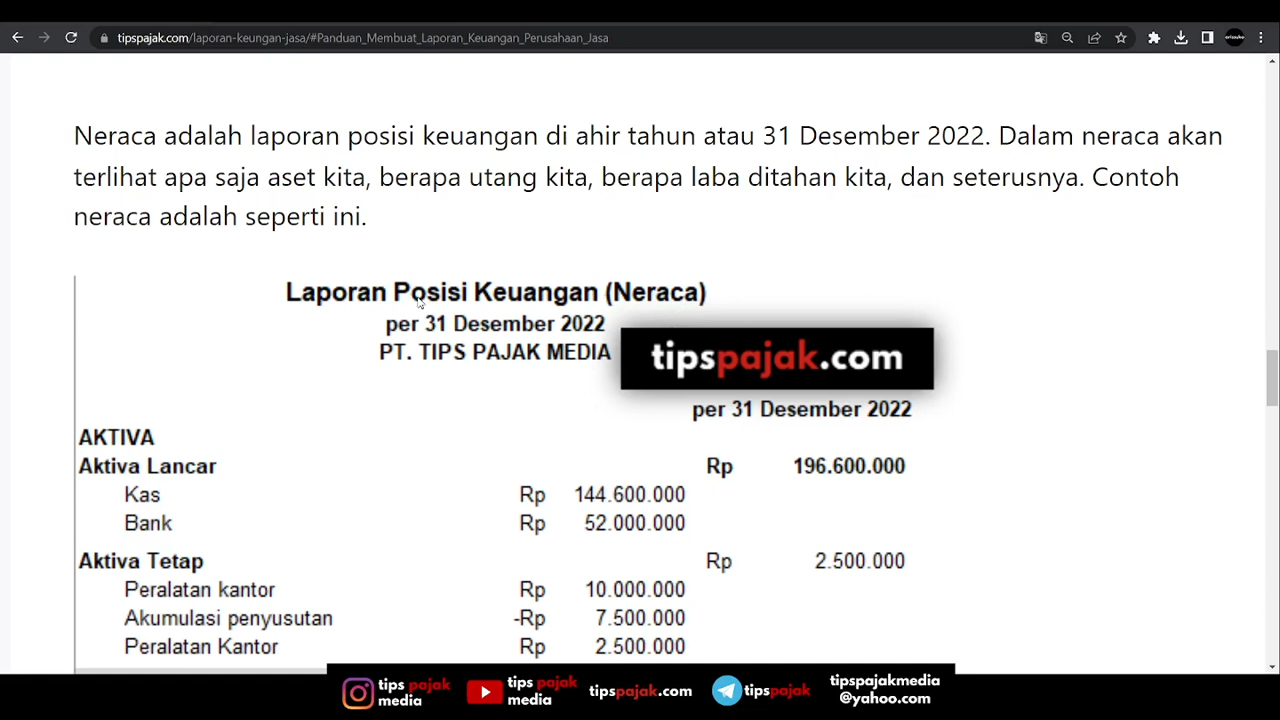 tipspajak.com/laporan-keungan-jasa/#Panduan_Membuat_Laporan_Keuangan_Perusahaan_Jasa
Neraca adalah laporan posisi keuangan di ahir tahun atau 31 Desember 2022. Dalam neraca akan
terlihat apa saja aset kita, berapa utang kita, berapa laba ditahan kita, dan seterusnya. Contoh
neraca adalah seperti ini.
Laporan Posisi Keuangan (Neraca)
per 31 Desember 2022
PT. TIPS PAJAK MEDIA
tipspajak.com
per 31 Desember 2022
AKTIVA
Aktiva Lancar Rp 196.600.000
Kas Rp 144.600.000
Bank Rp 52.000.000
Aktiva Tetap Rp 2.500.000
Peralatan kantor Rp 10.000.000
Akumulasi penyusutan -Rp 7.500.000
Peralatan Kantor Rp 2.500.000
tips pajak media
tips pajak media
tipspajak.com
tipspajak
tipspajakmedia
@yahoo.com